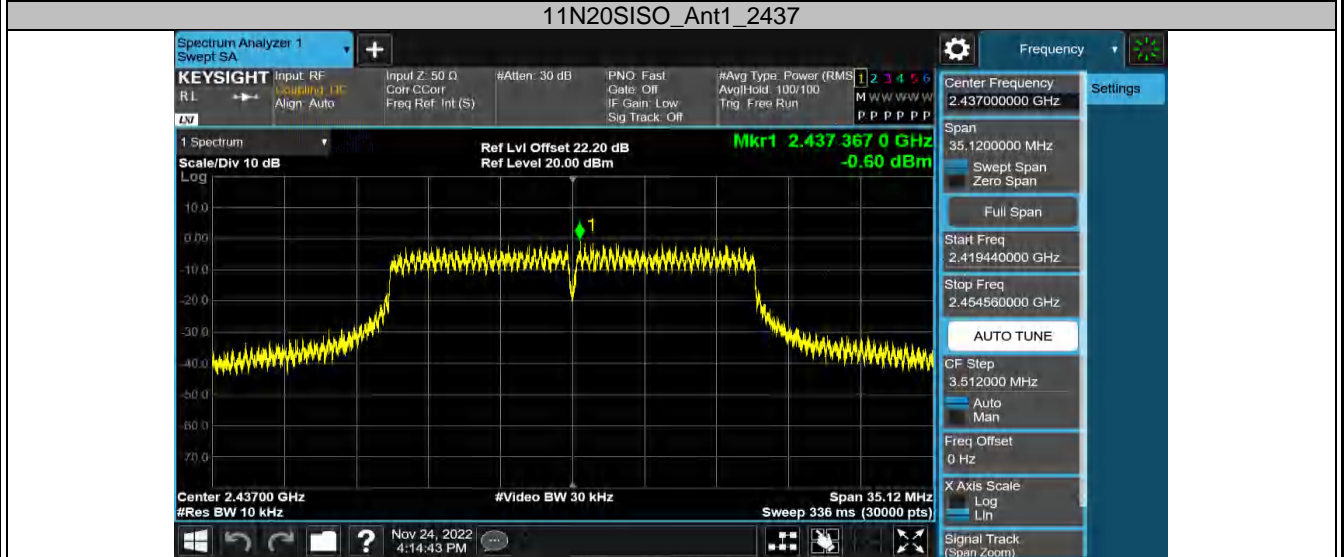 11N20SISO_Ant1_2437
Spectrum Analyzer 1
Swept SA
Frequency
KEYSIGHT
RL
LXI
Input: RF
Coupling: DC
Align: Auto
Input Z: 50 Ω
Corr CCorr
Freq Ref: Int (S)
#Atten: 30 dB
PNO: Fast
Gate: Off
IF Gain: Low
Sig Track: Off
#Avg Type: Power (RMS
Avg|Hold: 100/100
Trig: Free Run
1 2 3 4 5 6
M W W W W W
P P P P P P
1 Spectrum
Scale/Div 10 dB
Log
Ref Lvl Offset 22.20 dB
Ref Level 20.00 dBm
Mkr1 2.437 367 0 GHz
-0.60 dBm
10.0
0.00
-10.0
-20.0
-30.0
-40.0
-50.0
-60.0
-70.0
1
Center 2.43700 GHz
#Res BW 10 kHz
#Video BW 30 kHz
Span 35.12 MHz
Sweep 336 ms (30000 pts)
Nov 24, 2022
4:14:43 PM
Center Frequency
2.437000000 GHz
Settings
Span
35.1200000 MHz
Swept Span
Zero Span
Full Span
Start Freq
2.419440000 GHz
Stop Freq
2.454560000 GHz
AUTO TUNE
CF Step
3.512000 MHz
Auto
Man
Freq Offset
0 Hz
X Axis Scale
Log
Lin
Signal Track
(Span Zoom)